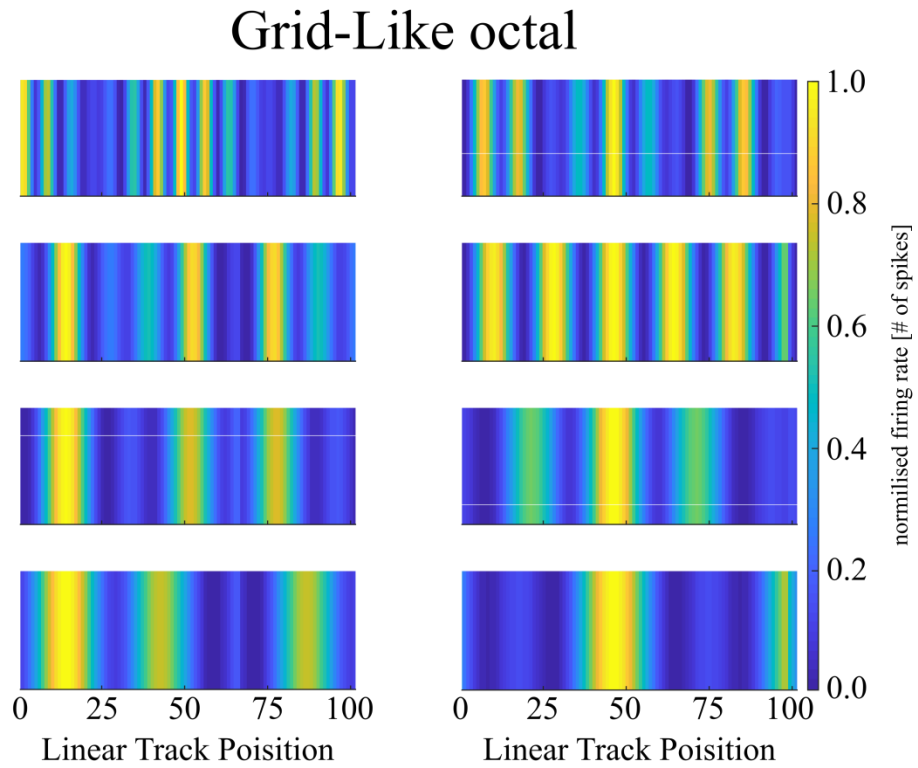 Grid-Like octal
1.0
0.8
0.6
0.4
0.2
0.0
normilised firing rate [# of spikes]
0 25 50 75 100
0 25 50 75 100
Linear Track Poisition
Linear Track Poisition